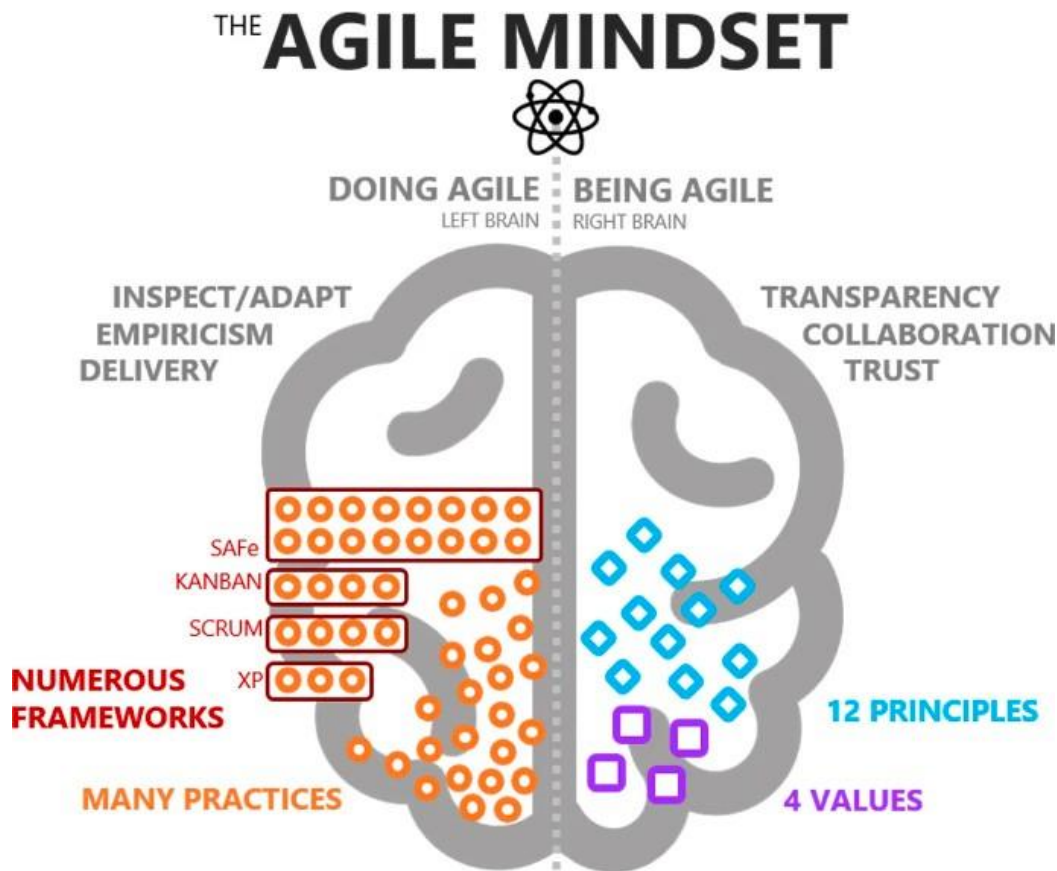 THE AGILE MINDSET
DOING AGILE
LEFT BRAIN
BEING AGILE
RIGHT BRAIN
INSPECT/ADAPT
EMPIRICISM
DELIVERY
TRANSPARENCY
COLLABORATION
TRUST
SAFe
KANBAN
SCRUM
XP
NUMEROUS
FRAMEWORKS
MANY PRACTICES
12 PRINCIPLES
4 VALUES